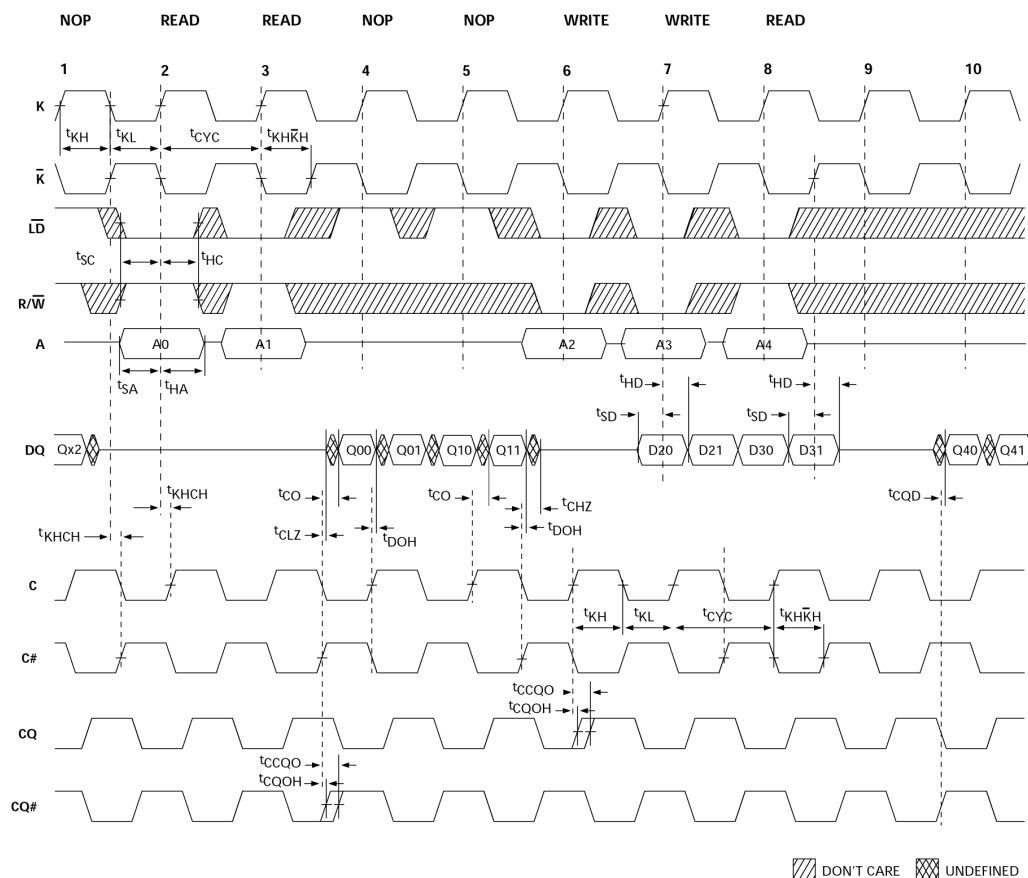 NOP READ READ NOP NOP WRITE WRITE READ
1 2 3 4 5 6 7 8 9 10
K
tKH tKL tCYC tKHK̅H
K̅
L̅D̅
tSC tHC
R/W̅
A A0 A1 A2 A3 A4
tSA tHA tHD tHD
tSD tSD
DQ Qx2 Q00 Q01 Q10 Q11 D20 D21 D30 D31 Q40 Q41
tKHCH tCO tCO tCHZ tCQD
tKHCH tCLZ tDOH tDOH
C
tKH tKL tCYC tKHK̅H
C#
tCCQO
tCQOH
CQ
tCCQO
tCQOH
CQ#
DON'T CARE UNDEFINED